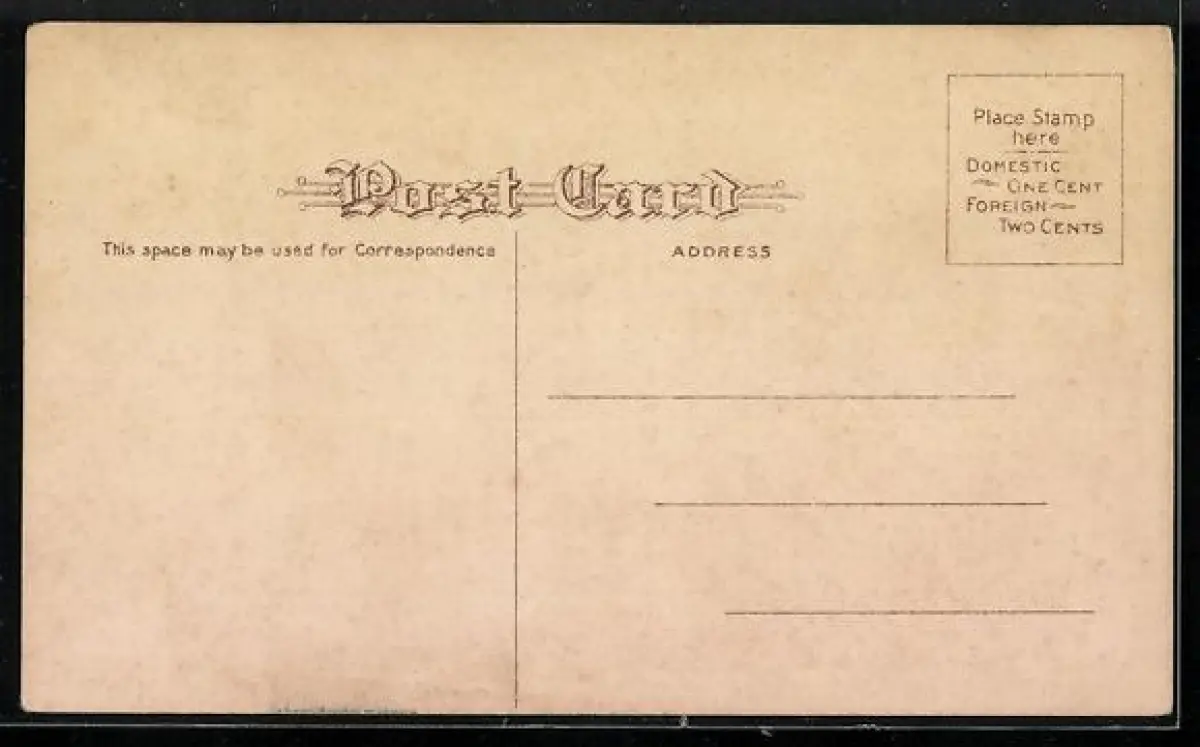 Post Card
This space may be used for Correspondence
ADDRESS
Place Stamp
here
DOMESTIC
ONE CENT
FOREIGN
TWO CENTS